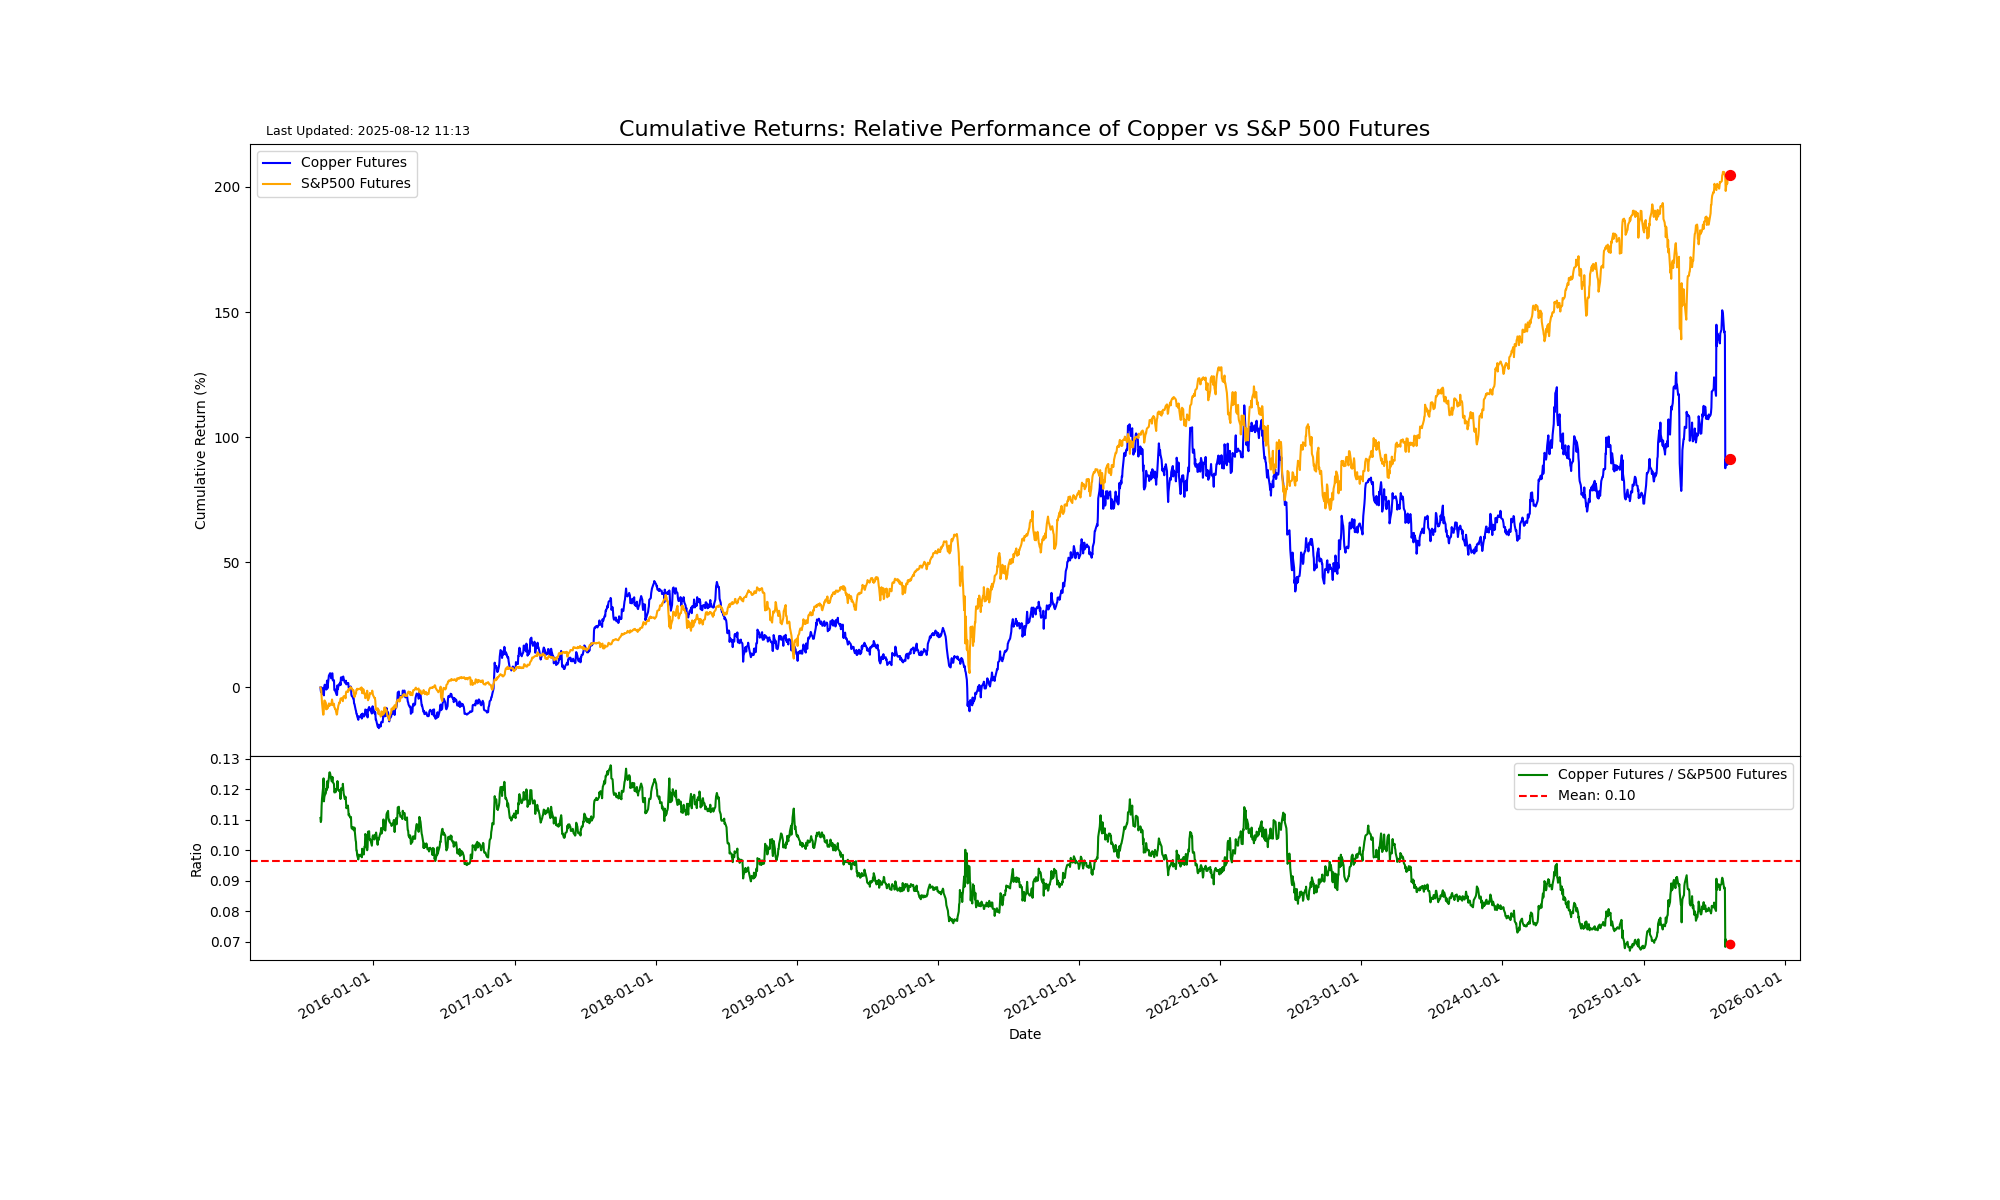 Last Updated: 2025-08-12 11:13
Cumulative Returns: Relative Performance of Copper vs S&P 500 Futures
Copper Futures
S&P500 Futures
200
150
100
50
0
Cumulative Return (%)
0.13
0.12
0.11
0.10
0.09
0.08
0.07
Ratio
Copper Futures / S&P500 Futures
Mean: 0.10
2016-01-01
2017-01-01
2018-01-01
2019-01-01
2020-01-01
2021-01-01
2022-01-01
2023-01-01
2024-01-01
2025-01-01
2026-01-01
Date